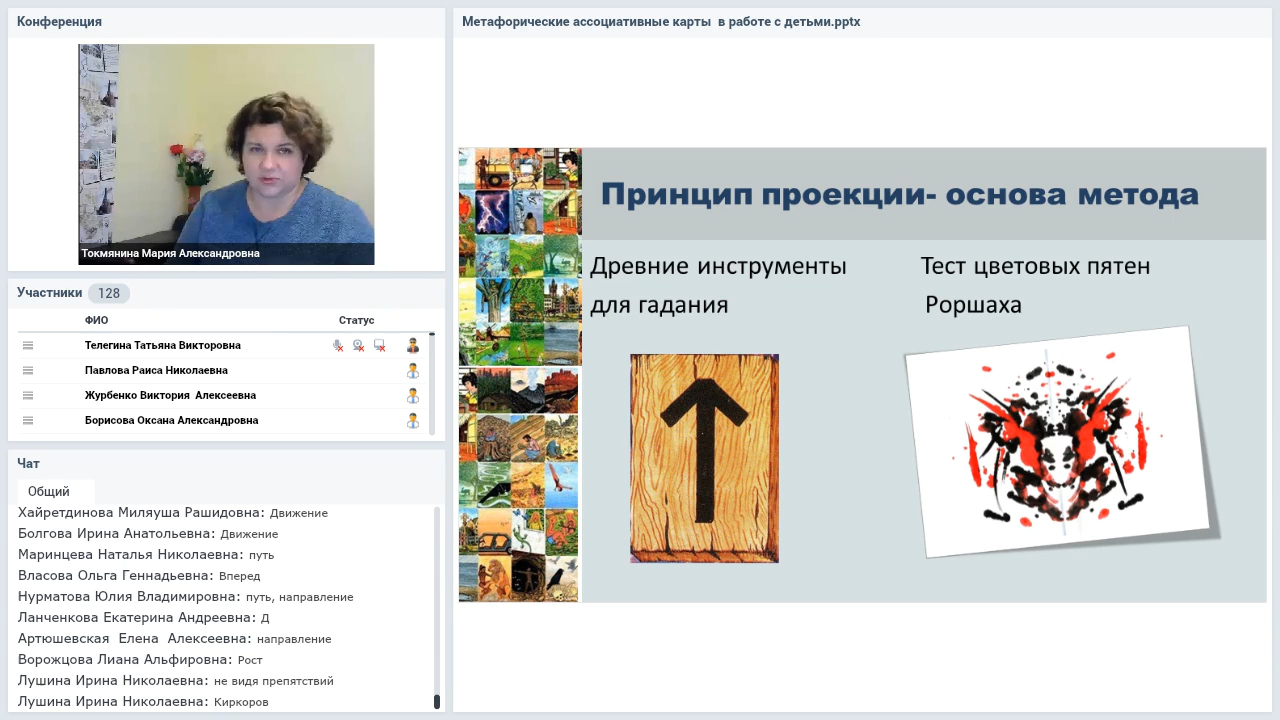 Конференция
Токмянина Мария Александровна
Участники 128
ФИО Статус
Телегина Татьяна Викторовна
Павлова Раиса Николаевна
Журбенко Виктория Алексеевна
Борисова Оксана Александровна
Чат
Общий
Хайретдинова Миляуша Рашидовна: Движение
Болгова Ирина Анатольевна: Движение
Маринцева Наталья Николаевна: путь
Власова Ольга Геннадьевна: Вперед
Нурматова Юлия Владимировна: путь, направление
Ланченкова Екатерина Андреевна: Д
Артюшевская Елена Алексеевна: направление
Ворожцова Лиана Альфировна: Рост
Лушина Ирина Николаевна: не видя препятствий
Лушина Ирина Николаевна: Киркоров
Метафорические ассоциативные карты в работе с детьми.pptx
Принцип проекции- основа метода
Древние инструменты
для гадания
Тест цветовых пятен
Роршаха